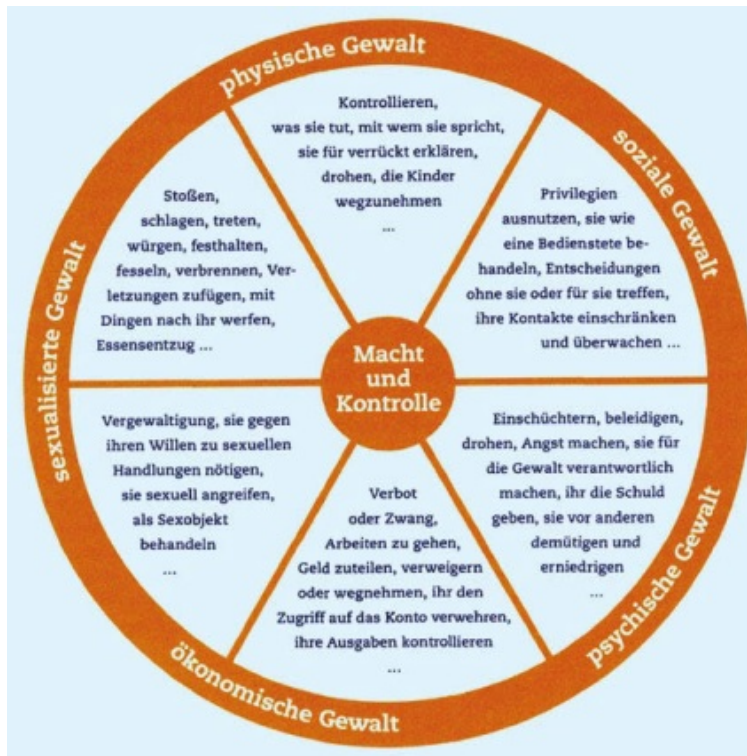 physische Gewalt
Kontrollieren,
was sie tut, mit wem sie spricht,
sie für verrückt erklären,
drohen, die Kinder
wegzunehmen
...
soziale Gewalt
Privilegien
ausnutzen, sie wie
eine Bedienstete be-
handeln, Entscheidungen
ohne sie oder für sie treffen,
ihre Kontakte einschränken
und überwachen ...
psychische Gewalt
Einschüchtern, beleidigen,
drohen, Angst machen, sie für
die Gewalt verantwortlich
machen, ihr die Schuld
geben, sie vor anderen
demütigen und
erniedrigen
...
ökonomische Gewalt
Verbot
oder Zwang,
Arbeiten zu gehen,
Geld zuteilen, verweigern
oder wegnehmen, ihr den
Zugriff auf das Konto verwehren,
ihre Ausgaben kontrollieren
...
sexualisierte Gewalt
Vergewaltigung, sie gegen
ihren Willen zu sexuellen
Handlungen nötigen,
sie sexuell angreifen,
als Sexobjekt
behandeln
...
Stoßen,
schlagen, treten,
würgen, festhalten,
fesseln, verbrennen, Ver-
letzungen zufügen, mit
Dingen nach ihr werfen,
Essensentzug ...
Macht
und
Kontrolle